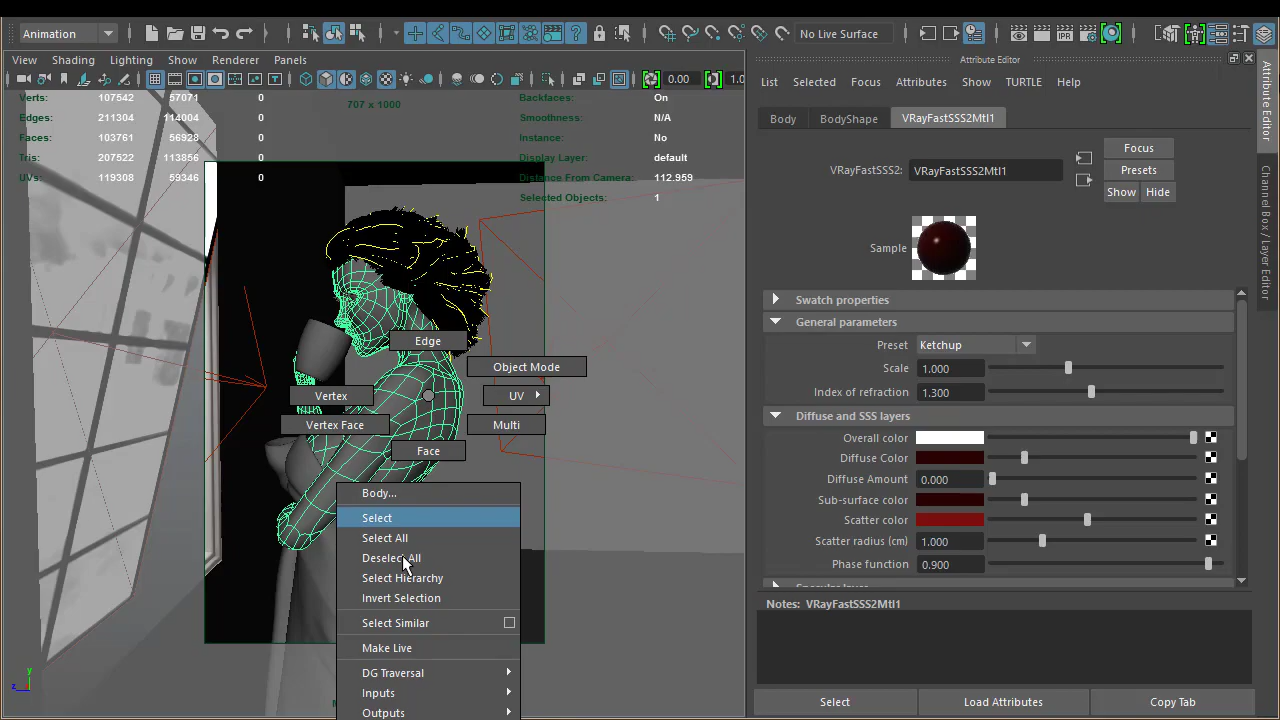 Animation
No Live Surface
Attribute Editor
View Shading Lighting Show Renderer Panels
0.00
List Selected Focus Attributes Show TURTLE Help
Verts: 107542 57071 0
Edges: 211304 114004 0
Faces: 103761 56928 0
Tris: 207522 113856 0
UVs: 119308 59346 0
707 x 1000
Backfaces: On
Smoothness: N/A
Instance: No
Display Layer: default
Distance From Camera: 112.959
Selected Objects: 1
Body BodyShape VRayFastSSS2Mtl1
VRayFastSSS2: VRayFastSSS2Mtl1
Focus
Presets
Show Hide
Sample
Swatch properties
General parameters
Preset Ketchup
Scale 1.000
Index of refraction 1.300
Diffuse and SSS layers
Overall color
Diffuse Color
Diffuse Amount 0.000
Sub-surface color
Scatter color
Scatter radius (cm) 1.000
Phase function 0.900
Notes: VRayFastSSS2Mtl1
Select Load Attributes Copy Tab
Attribute Editor
Channel Box / Layer Editor
Edge
Object Mode
Vertex
UV
Vertex Face
Multi
Face
Body...
Select
Select All
Deselect All
Select Hierarchy
Invert Selection
Select Similar
Make Live
DG Traversal
Inputs
Outputs
y
z